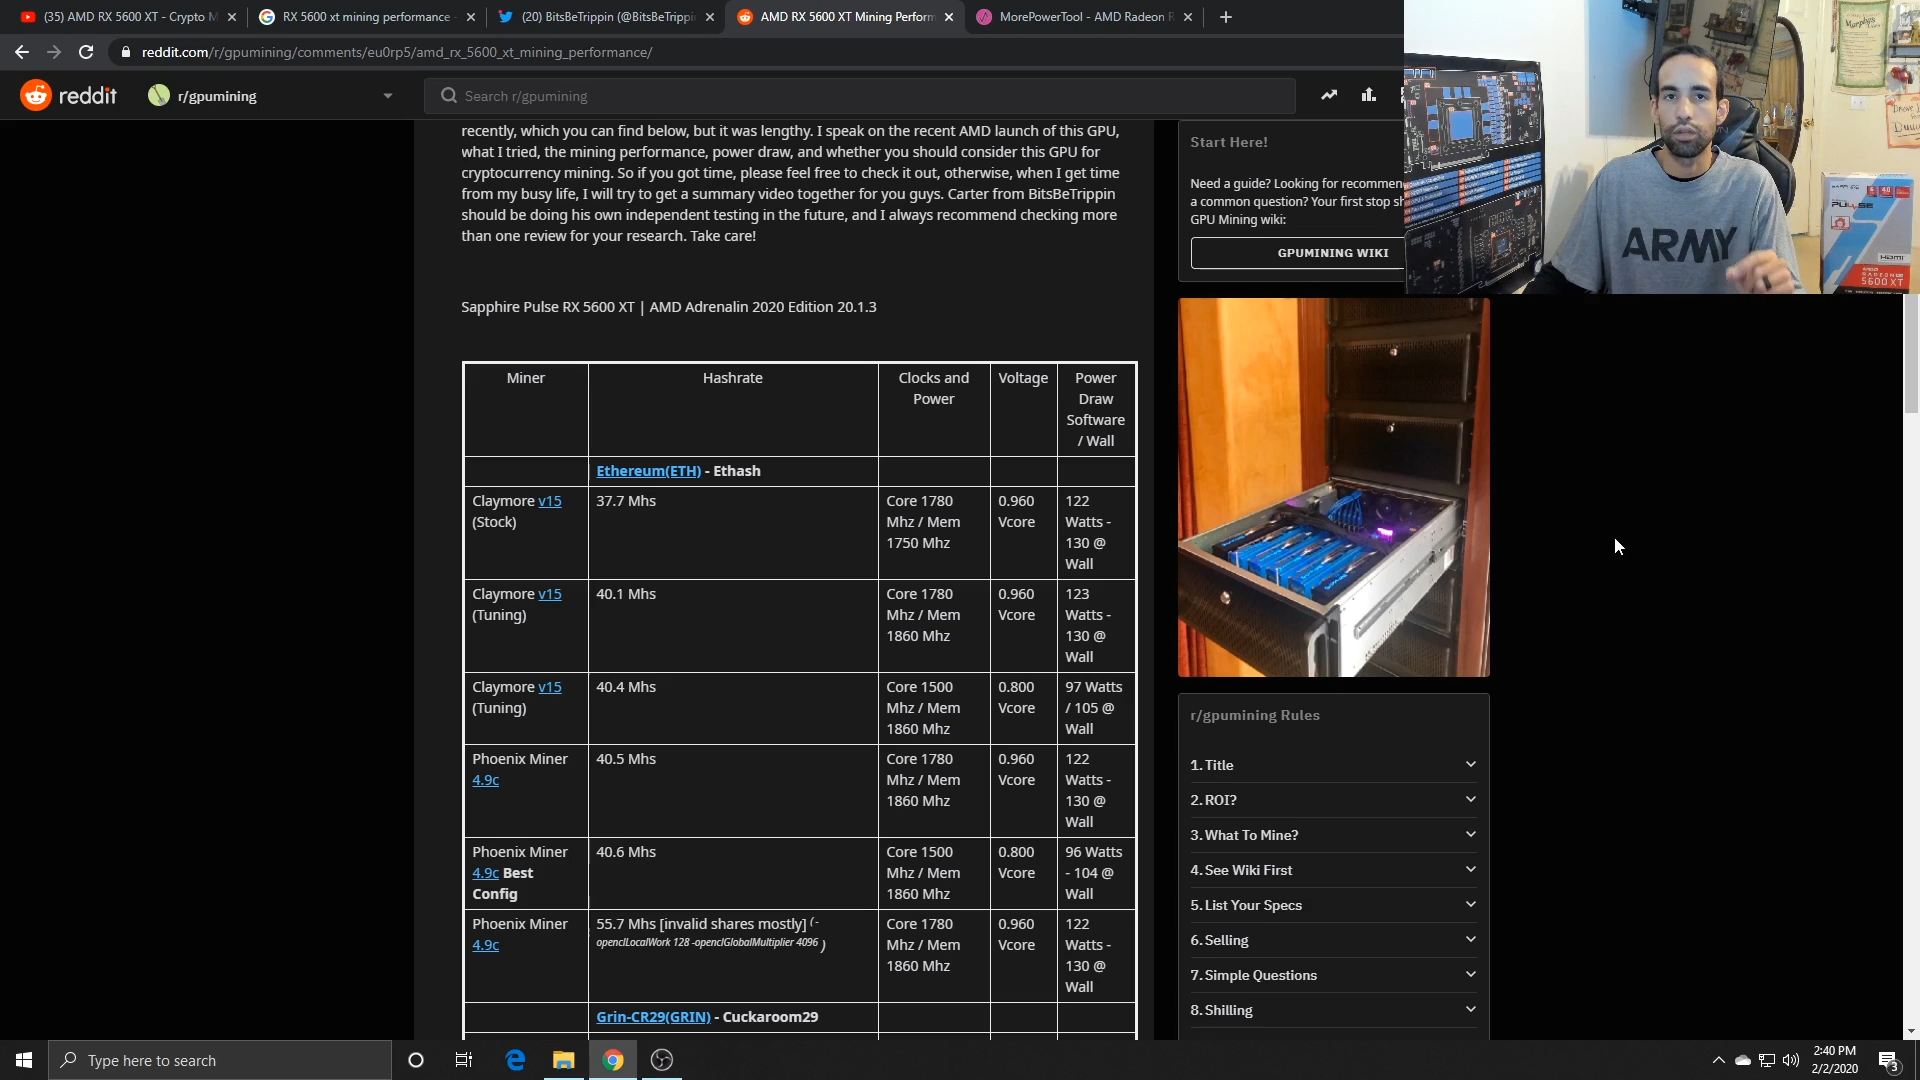 (35) AMD RX 5600 XT - Crypto M
RX 5600 xt mining performance -
(20) BitsBeTrippin (@BitsBeTrippi
AMD RX 5600 XT Mining Perform
MorePowerTool - AMD Radeon R
reddit.com/r/gpumining/comments/eu0rp5/amd_rx_5600_xt_mining_performance/
reddit
r/gpumining
Search r/gpumining
recently, which you can find below, but it was lengthy. I speak on the recent AMD launch of this GPU,
what I tried, the mining performance, power draw, and whether you should consider this GPU for
cryptocurrency mining. So if you got time, please feel free to check it out, otherwise, when I get time
from my busy life, I will try to get a summary video together for you guys. Carter from BitsBeTrippin
should be doing his own independent testing in the future, and I always recommend checking more
than one review for your research. Take care!
Sapphire Pulse RX 5600 XT | AMD Adrenalin 2020 Edition 20.1.3
Miner
Hashrate
Clocks and
Power
Voltage
Power
Draw
Software
/ Wall
Ethereum(ETH) - Ethash
Claymore v15
(Stock)
37.7 Mhs
Core 1780
Mhz / Mem
1750 Mhz
0.960
Vcore
122
Watts -
130 @
Wall
Claymore v15
(Tuning)
40.1 Mhs
Core 1780
Mhz / Mem
1860 Mhz
0.960
Vcore
123
Watts -
130 @
Wall
Claymore v15
(Tuning)
40.4 Mhs
Core 1500
Mhz / Mem
1860 Mhz
0.800
Vcore
97 Watts
/ 105 @
Wall
Phoenix Miner
4.9c
40.5 Mhs
Core 1780
Mhz / Mem
1860 Mhz
0.960
Vcore
122
Watts -
130 @
Wall
Phoenix Miner
4.9c Best
Config
40.6 Mhs
Core 1500
Mhz / Mem
1860 Mhz
0.800
Vcore
96 Watts
- 104 @
Wall
Phoenix Miner
4.9c
55.7 Mhs [invalid shares mostly] (-
openclLocalWork 128 -openclGlobalMultiplier 4096 )
Core 1780
Mhz / Mem
1860 Mhz
0.960
Vcore
122
Watts -
130 @
Wall
Grin-CR29(GRIN) - Cuckaroom29
Start Here!
Need a guide? Looking for recommen
a common question? Your first stop sh
GPU Mining wiki:
GPUMINING WIKI
r/gpumining Rules
1. Title
2. ROI?
3. What To Mine?
4. See Wiki First
5. List Your Specs
6. Selling
7. Simple Questions
8. Shilling
ARMY
PULSE
HDMI
RADEON
5600 XT
Type here to search
2:40 PM
2/2/2020
3